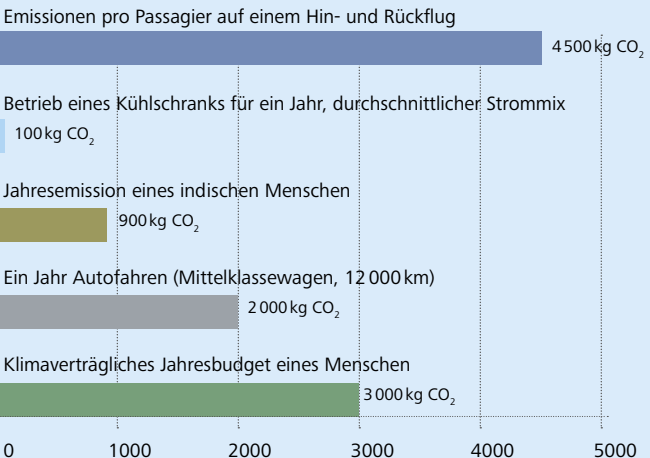 Emissionen pro Passagier auf einem Hin- und Rückflug
4 500 kg CO₂
Betrieb eines Kühlschranks für ein Jahr, durchschnittlicher Strommix
100 kg CO₂
Jahresemission eines indischen Menschen
900 kg CO₂
Ein Jahr Autofahren (Mittelklassewagen, 12 000 km)
2 000 kg CO₂
Klimaverträgliches Jahresbudget eines Menschen
3 000 kg CO₂
0 1000 2000 3000 4000 5000